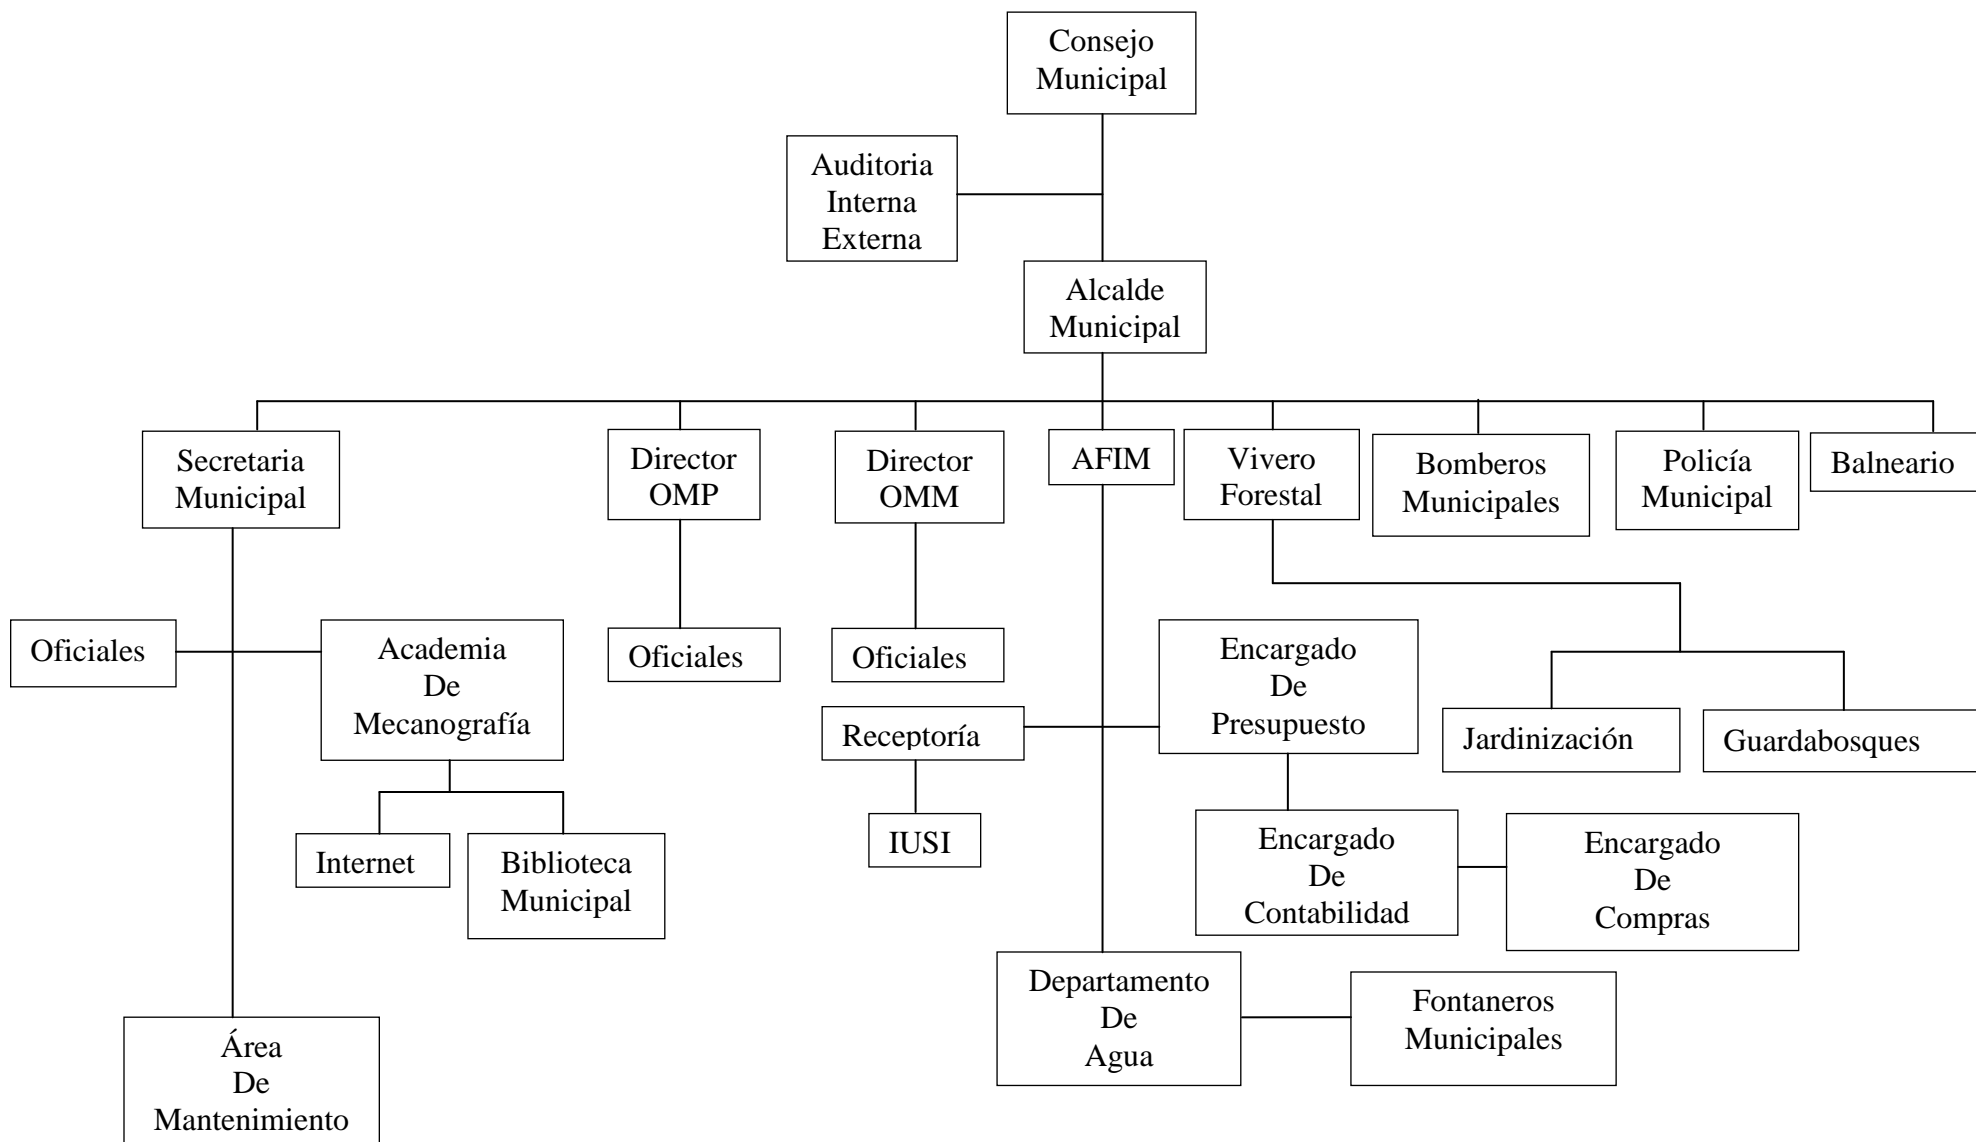 Consejo
Municipal
Auditoria
Interna
Externa
Alcalde
Municipal
Secretaria
Municipal
Director
OMP
Director
OMM
AFIM
Vivero
Forestal
Bomberos
Municipales
Policía
Municipal
Balneario
Oficiales
Academia
De
Mecanografía
Oficiales
Oficiales
Encargado
De
Presupuesto
Receptoría
Jardinización
Guardabosques
Internet
Biblioteca
Municipal
IUSI
Encargado
De
Contabilidad
Encargado
De
Compras
Departamento
De
Agua
Fontaneros
Municipales
Área
De
Mantenimiento